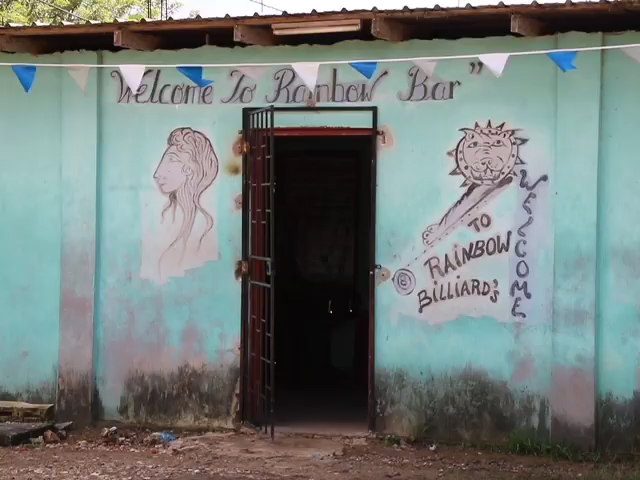 "Welcome To Rainbow Bar"
WELCOME
TO
RAINBOW
BILLIARD'S